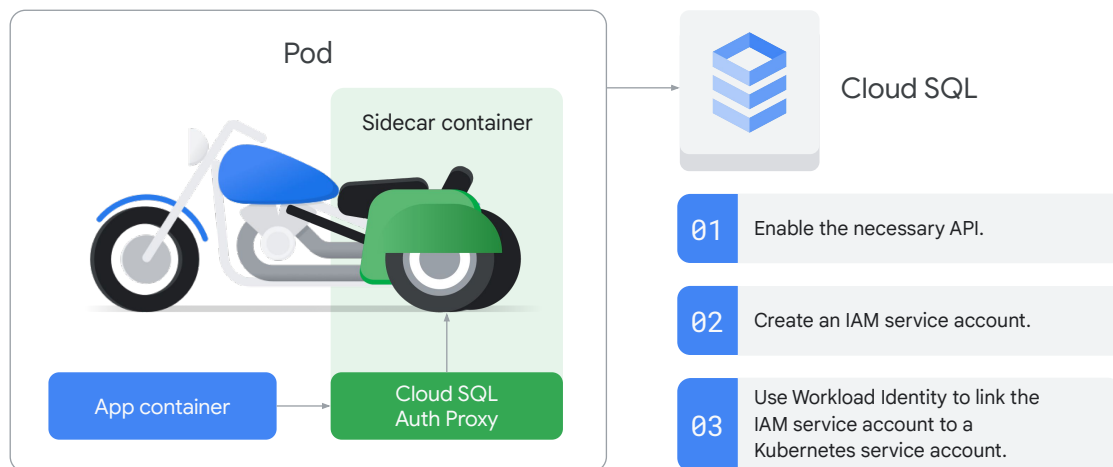 Pod
Sidecar container
App container
Cloud SQL
Auth Proxy
Cloud SQL
01
Enable the necessary API.
02
Create an IAM service account.
03
Use Workload Identity to link the
IAM service account to a
Kubernetes service account.